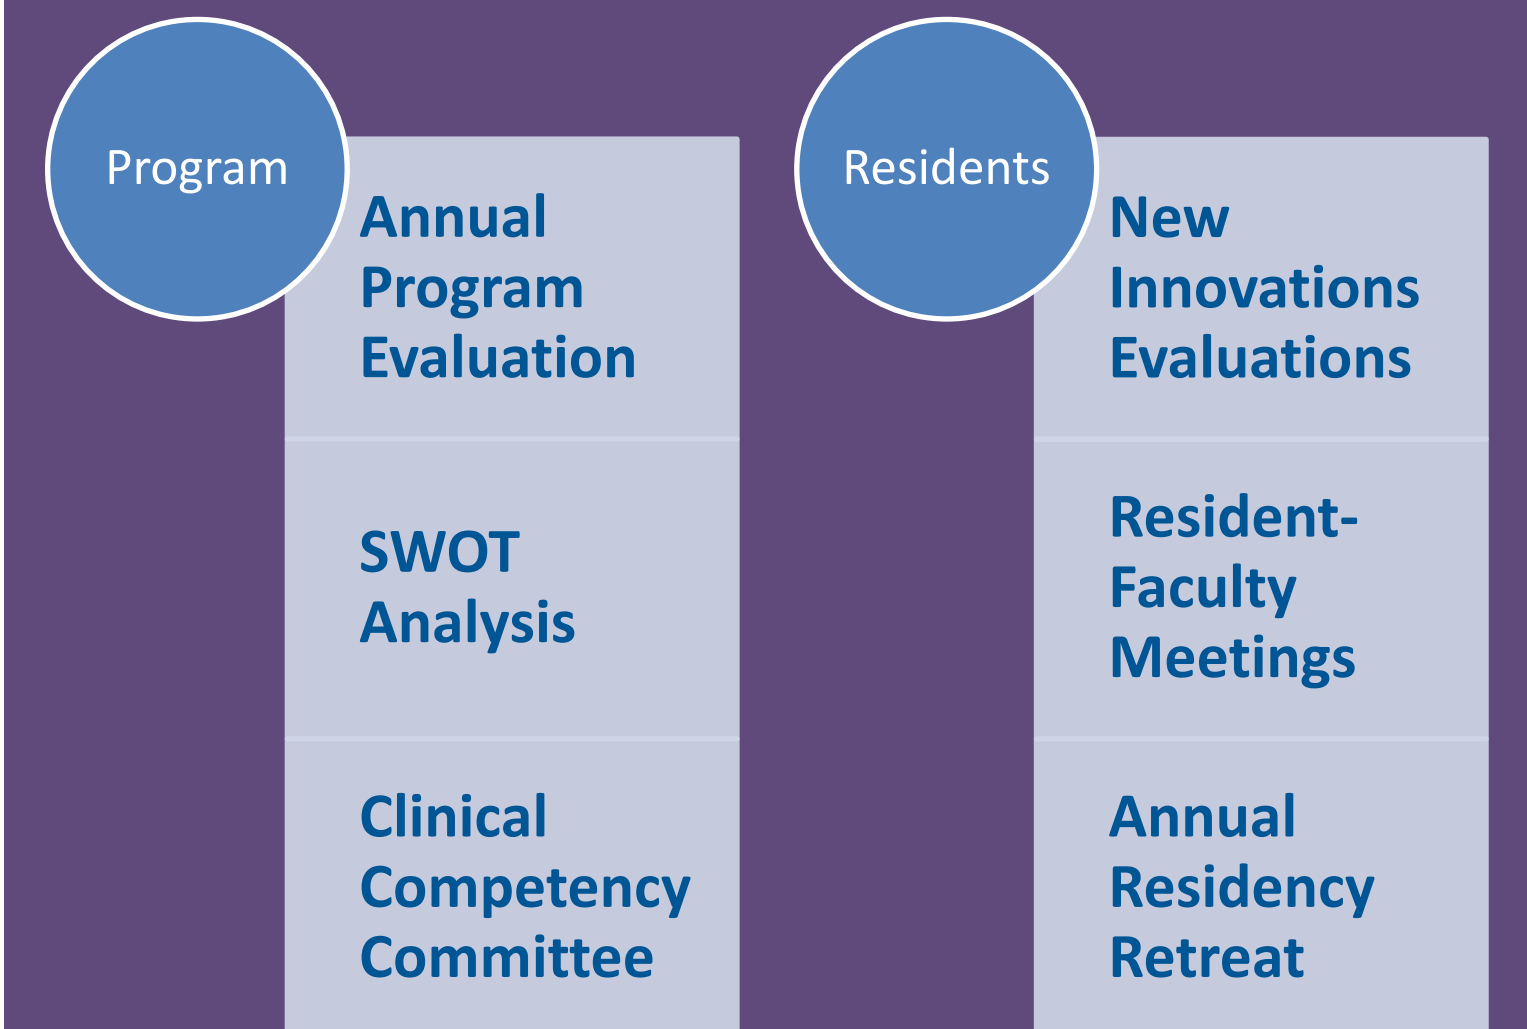 Program
Annual
Program
Evaluation
SWOT
Analysis
Clinical
Competency
Committee
Residents
New
Innovations
Evaluations
Resident-
Faculty
Meetings
Annual
Residency
Retreat